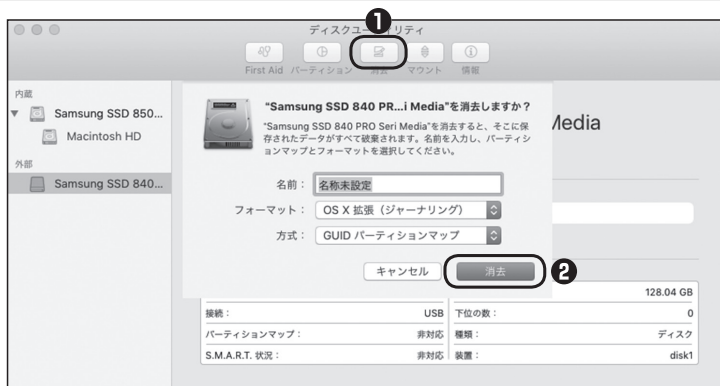 ディスクユーティリティ
❶
First Aid パーティション 消去 マウント 情報
内蔵
Samsung SSD 850...
Macintosh HD
外部
Samsung SSD 840...
"Samsung SSD 840 PR...i Media"を消去しますか?
"Samsung SSD 840 PRO Seri Media"を消去すると、そこに保
存されたデータがすべて破棄されます。名前を入力し、パーティシ
ョンマップとフォーマットを選択してください。
Media
名前: 名称未設定
フォーマット: OS X 拡張(ジャーナリング)
方式: GUID パーティションマップ
キャンセル 消去 ❷
128.04 GB
接続: USB 下位の数: 0
パーティションマップ: 非対応 種類: ディスク
S.M.A.R.T. 状況: 非対応 装置: disk1